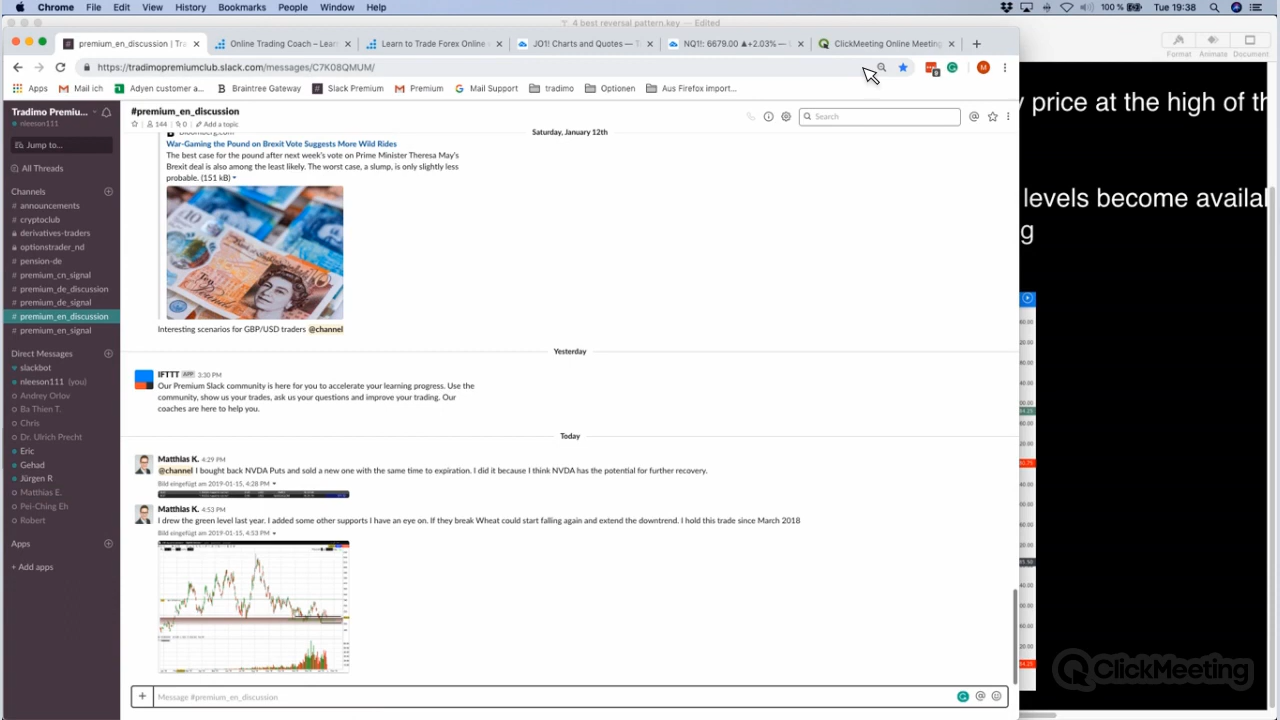 Chrome File Edit View History Bookmarks People Window Help
100 % Tue 19:38
4 best reversal pattern.key — Edited
premium_en_discussion | Tra
Online Trading Coach – Learn
Learn to Trade Forex Onlin
JO1! Charts and Quotes — T
NQ1!: 6679.00
ClickMeeting Online Meeting
Format Animate Document
https://tradimopremiumclub.slack.com/messages/C7K08QMUM/
Apps Mail ich Adyen customer a... Braintree Gateway Slack Premium Premium Mail Support tradimo Optionen Aus Firefox import...
price at the high of th
levels become availal
g
Tradimo Premiu...
nleeson111
Jump to...
All Threads
Channels
# announcements
# cryptoclub
derivatives-traders
optionstrader_nd
# pension-de
# premium_cn_signal
# premium_de_discussion
# premium_de_signal
# premium_en_discussion
# premium_en_signal
Direct Messages
slackbot
nleeson111 (you)
Andrey Orlov
Ba Thien T.
Chris
Dr. Ulrich Precht
Eric
Gehad
Jürgen R
Matthias E.
Pei-Ching Eh
Robert
Apps
+ Add apps
#premium_en_discussion
144 0 Add a topic
Search
Saturday, January 12th
Bloomberg.com
War-Gaming the Pound on Brexit Vote Suggests More Wild Rides
The best case for the pound after next week's vote on Prime Minister Theresa May's
Brexit deal is also among the least likely. The worst case, a slump, is only slightly less
probable. (151 kB)
Interesting scenarios for GBP/USD traders @channel
Yesterday
IFTTT APP 3:30 PM
Our Premium Slack community is here for you to accelerate your learning progress. Use the
community, show us your trades, ask us your questions and improve your trading. Our
coaches are here to help you.
Today
Matthias K. 4:29 PM
@channel I bought back NVDA Puts and sold a new one with the same time to expiration. I did it because I think NVDA has the potential for further recovery.
Bild eingefügt am 2019-01-15, 4:28 PM
Matthias K. 4:53 PM
I drew the green level last year. I added some other supports I have an eye on. If they break Wheat could start falling again and extend the downtrend. I hold this trade since March 2018
Bild eingefügt am 2019-01-15, 4:53 PM
Message #premium_en_discussion
ClickMeeting